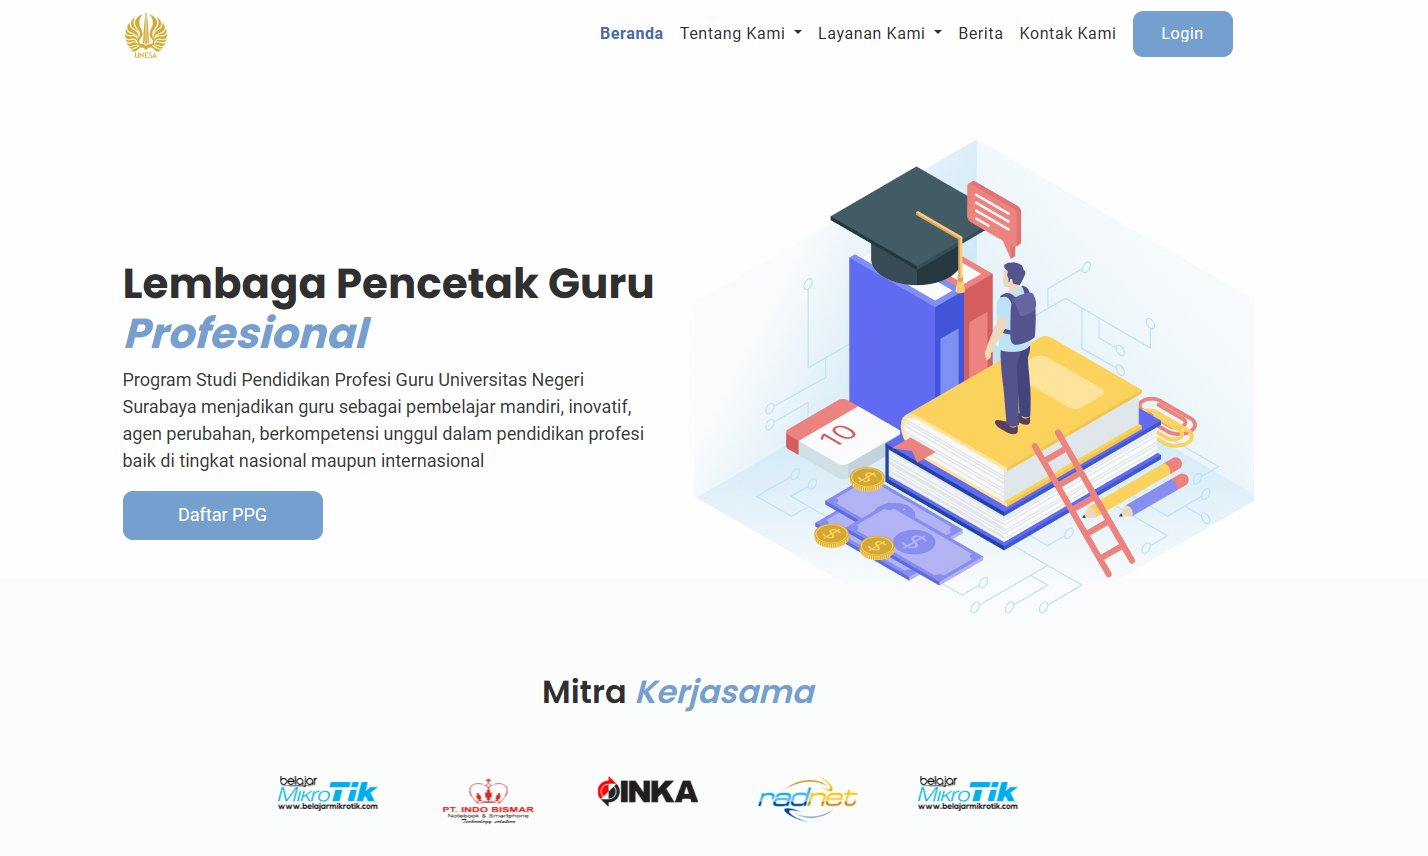 UNESA
Beranda Tentang Kami Layanan Kami Berita Kontak Kami Login
Lembaga Pencetak Guru
Profesional
Program Studi Pendidikan Profesi Guru Universitas Negeri
Surabaya menjadikan guru sebagai pembelajar mandiri, inovatif,
agen perubahan, berkompetensi unggul dalam pendidikan profesi
baik di tingkat nasional maupun internasional
Daftar PPG
10
Mitra Kerjasama
belajar
MikroTik
www.belajarmikrotik.com
PT. INDO BISMAR
Notebook & Smartphone
Technology solution
INKA
radnet
belajar
MikroTik
www.belajarmikrotik.com